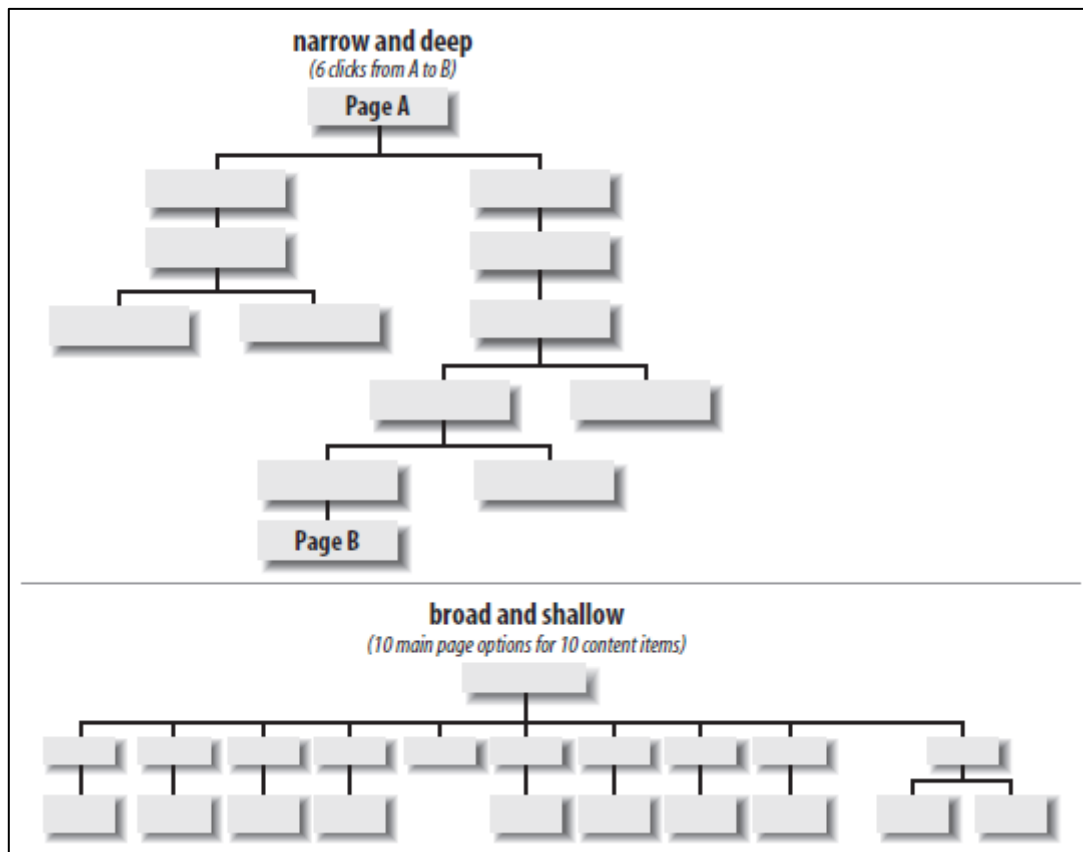 narrow and deep
(6 clicks from A to B)
Page A
Page B
broad and shallow
(10 main page options for 10 content items)